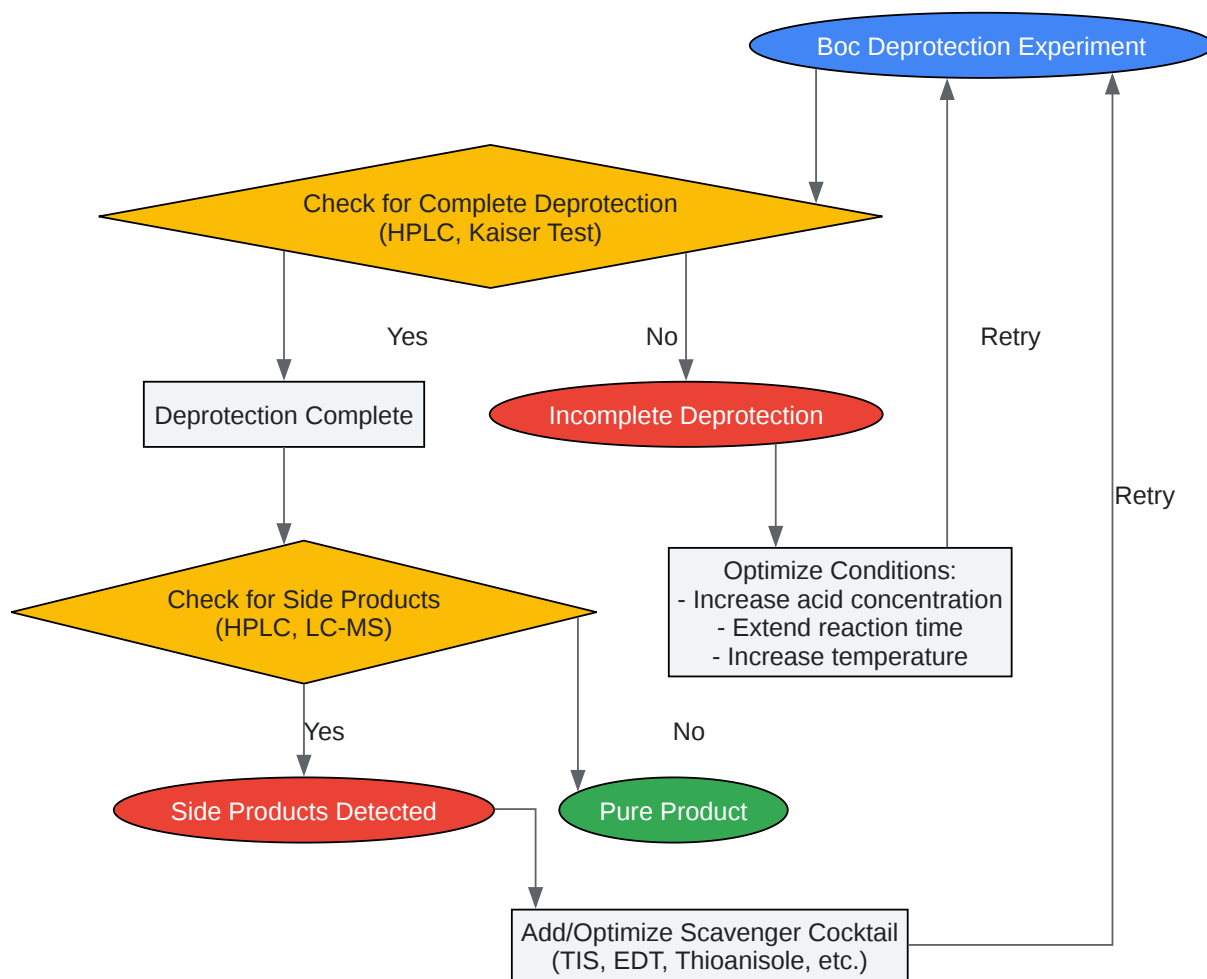 Boc Deprotection Experiment
Check for Complete Deprotection
(HPLC, Kaiser Test)
Yes
No
Retry
Deprotection Complete
Incomplete Deprotection
Retry
Optimize Conditions:
- Increase acid concentration
- Extend reaction time
- Increase temperature
Check for Side Products
(HPLC, LC-MS)
Yes
No
Side Products Detected
Pure Product
Add/Optimize Scavenger Cocktail
(TIS, EDT, Thioanisole, etc.)